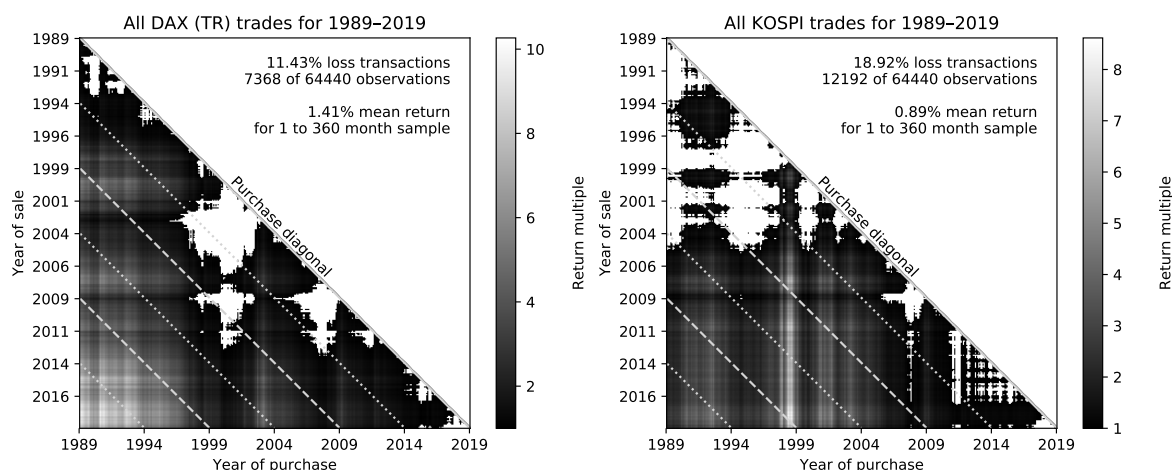 All DAX (TR) trades for 1989–2019
1989
1991
1994
1996
1999
2001
2004
2006
2009
2011
2014
2016
Year of sale
11.43% loss transactions
7368 of 64440 observations
1.41% mean return
for 1 to 360 month sample
Purchase diagonal
1989
1994
1999
2004
2009
2014
2019
Year of purchase
10
8
6
4
2
Return multiple
All KOSPI trades for 1989–2019
1989
1991
1994
1996
1999
2001
2004
2006
2009
2011
2014
2016
Year of sale
18.92% loss transactions
12192 of 64440 observations
0.89% mean return
for 1 to 360 month sample
Purchase diagonal
1989
1994
1999
2004
2009
2014
2019
Year of purchase
8
7
6
5
4
3
2
1
Return multiple